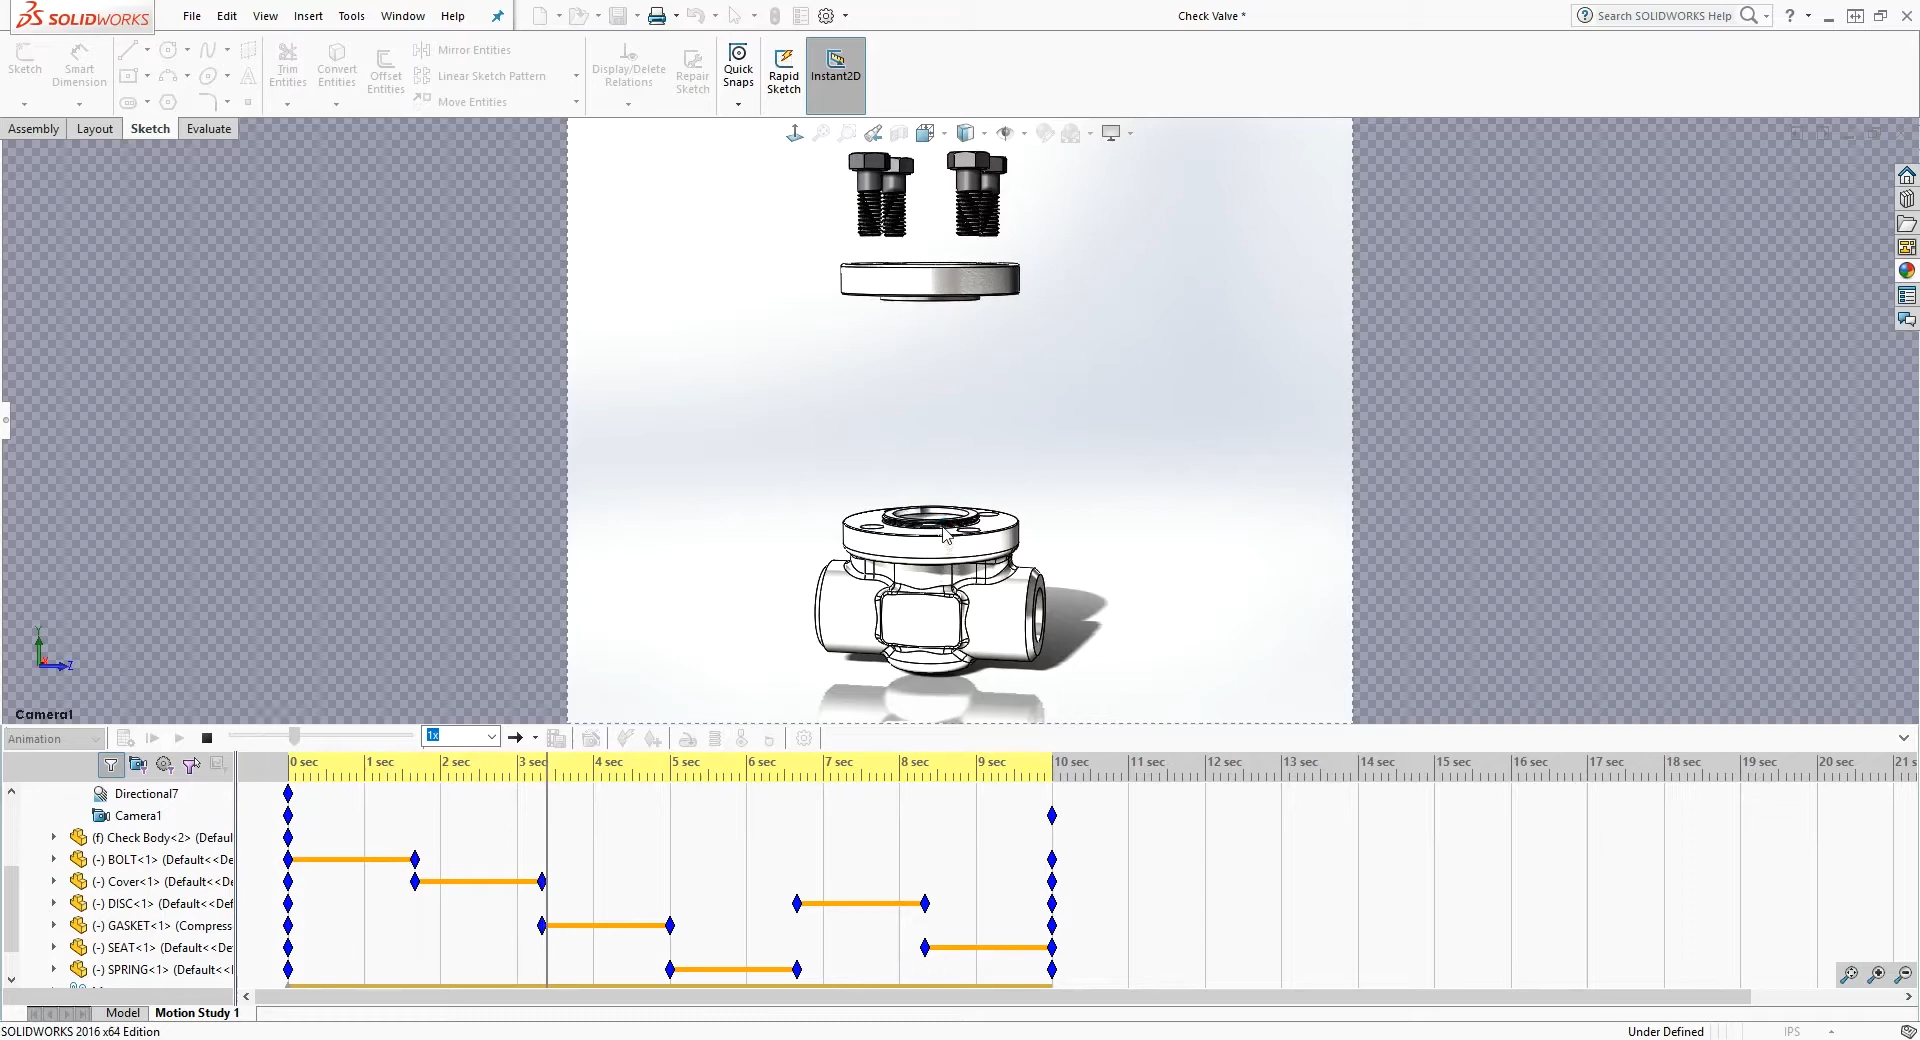 SOLIDWORKS File Edit View Insert Tools Window Help Check Valve * Search SOLIDWORKS Help ?
Sketch Smart Dimension Trim Entities Convert Entities Offset Entities Mirror Entities Linear Sketch Pattern Move Entities Display/Delete Relations Repair Sketch Quick Snaps Rapid Sketch Instant2D
Assembly Layout Sketch Evaluate
Y
Z
Camera1
Animation 1x
0 sec 1 sec 2 sec 3 sec 4 sec 5 sec 6 sec 7 sec 8 sec 9 sec 10 sec 11 sec 12 sec 13 sec 14 sec 15 sec 16 sec 17 sec 18 sec 19 sec 20 sec 21 s
Directional7
Camera1
(f) Check Body<2> (Defaul
(-) BOLT<1> (Default<<De
(-) Cover<1> (Default<<De
(-) DISC<1> (Default<<Def
(-) GASKET<1> (Compress
(-) SEAT<1> (Default<<De
(-) SPRING<1> (Default<<
Model Motion Study 1
SOLIDWORKS 2016 x64 Edition Under Defined IPS